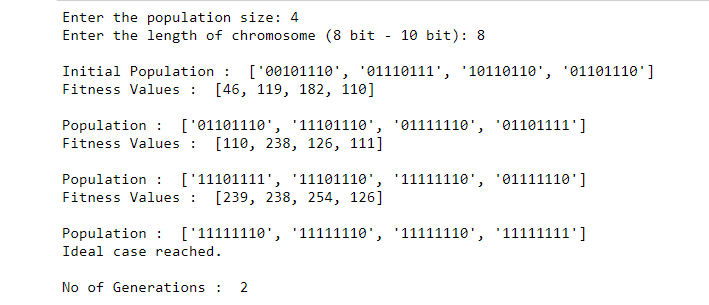 Enter the population size: 4
Enter the length of chromosome (8 bit - 10 bit): 8
Initial Population :  ['00101110', '01110111', '10110110', '01101110']
Fitness Values :  [46, 119, 182, 110]
Population :  ['01101110', '11101110', '01111110', '01101111']
Fitness Values :  [110, 238, 126, 111]
Population :  ['11101111', '11101110', '11111110', '01111110']
Fitness Values :  [239, 238, 254, 126]
Population :  ['11111110', '11111110', '11111110', '11111111']
Ideal case reached.
No of Generations :  2